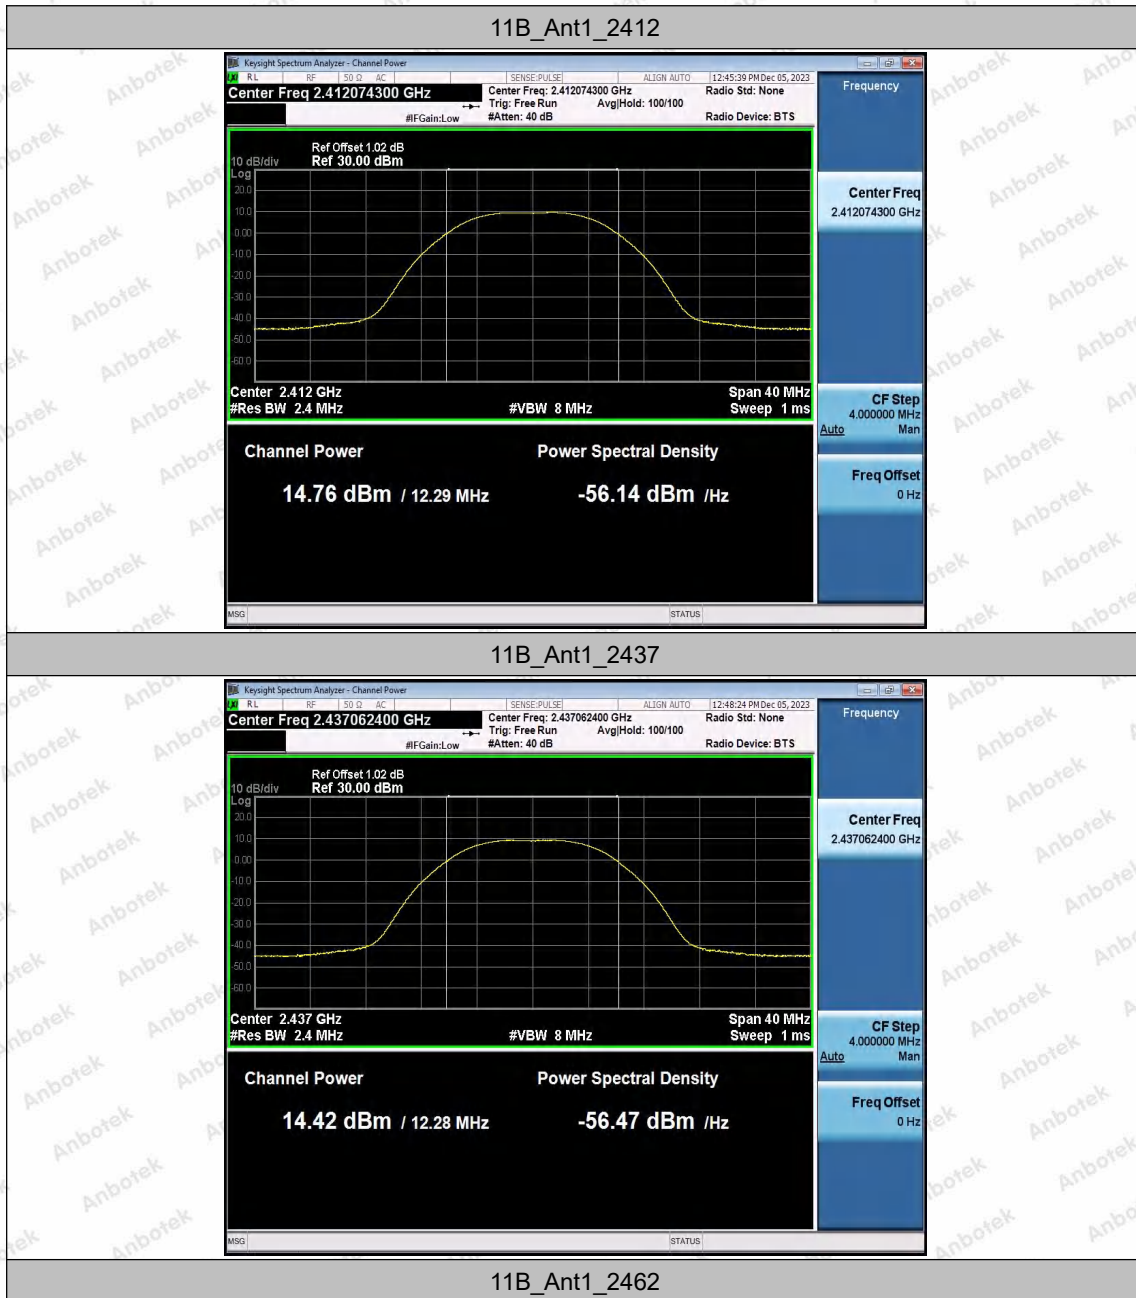 11B_Ant1_2412
Keysight Spectrum Analyzer - Channel Power
LXI RL RF 50 Ω AC SENSE:PULSE ALIGN AUTO 12:45:39 PM Dec 05, 2023
Center Freq 2.412074300 GHz
Center Freq: 2.412074300 GHz Radio Std: None
Trig: Free Run Avg|Hold: 100/100
#IFGain:Low #Atten: 40 dB Radio Device: BTS
Frequency
Ref Offset 1.02 dB
10 dB/div Ref 30.00 dBm
Log
20.0
10.0
0.00
-10.0
-20.0
-30.0
-40.0
-50.0
-60.0
Center Freq
2.412074300 GHz
Center 2.412 GHz Span 40 MHz
#Res BW 2.4 MHz #VBW 8 MHz Sweep 1 ms
CF Step
4.000000 MHz
Auto Man
Channel Power Power Spectral Density
14.76 dBm / 12.29 MHz -56.14 dBm /Hz
Freq Offset
0 Hz
MSG STATUS
11B_Ant1_2437
Keysight Spectrum Analyzer - Channel Power
LXI RL RF 50 Ω AC SENSE:PULSE ALIGN AUTO 12:48:24 PM Dec 05, 2023
Center Freq 2.437062400 GHz
Center Freq: 2.437062400 GHz Radio Std: None
Trig: Free Run Avg|Hold: 100/100
#IFGain:Low #Atten: 40 dB Radio Device: BTS
Frequency
Ref Offset 1.02 dB
10 dB/div Ref 30.00 dBm
Log
20.0
10.0
0.00
-10.0
-20.0
-30.0
-40.0
-50.0
-60.0
Center Freq
2.437062400 GHz
Center 2.437 GHz Span 40 MHz
#Res BW 2.4 MHz #VBW 8 MHz Sweep 1 ms
CF Step
4.000000 MHz
Auto Man
Channel Power Power Spectral Density
14.42 dBm / 12.28 MHz -56.47 dBm /Hz
Freq Offset
0 Hz
MSG STATUS
11B_Ant1_2462
Anbotek